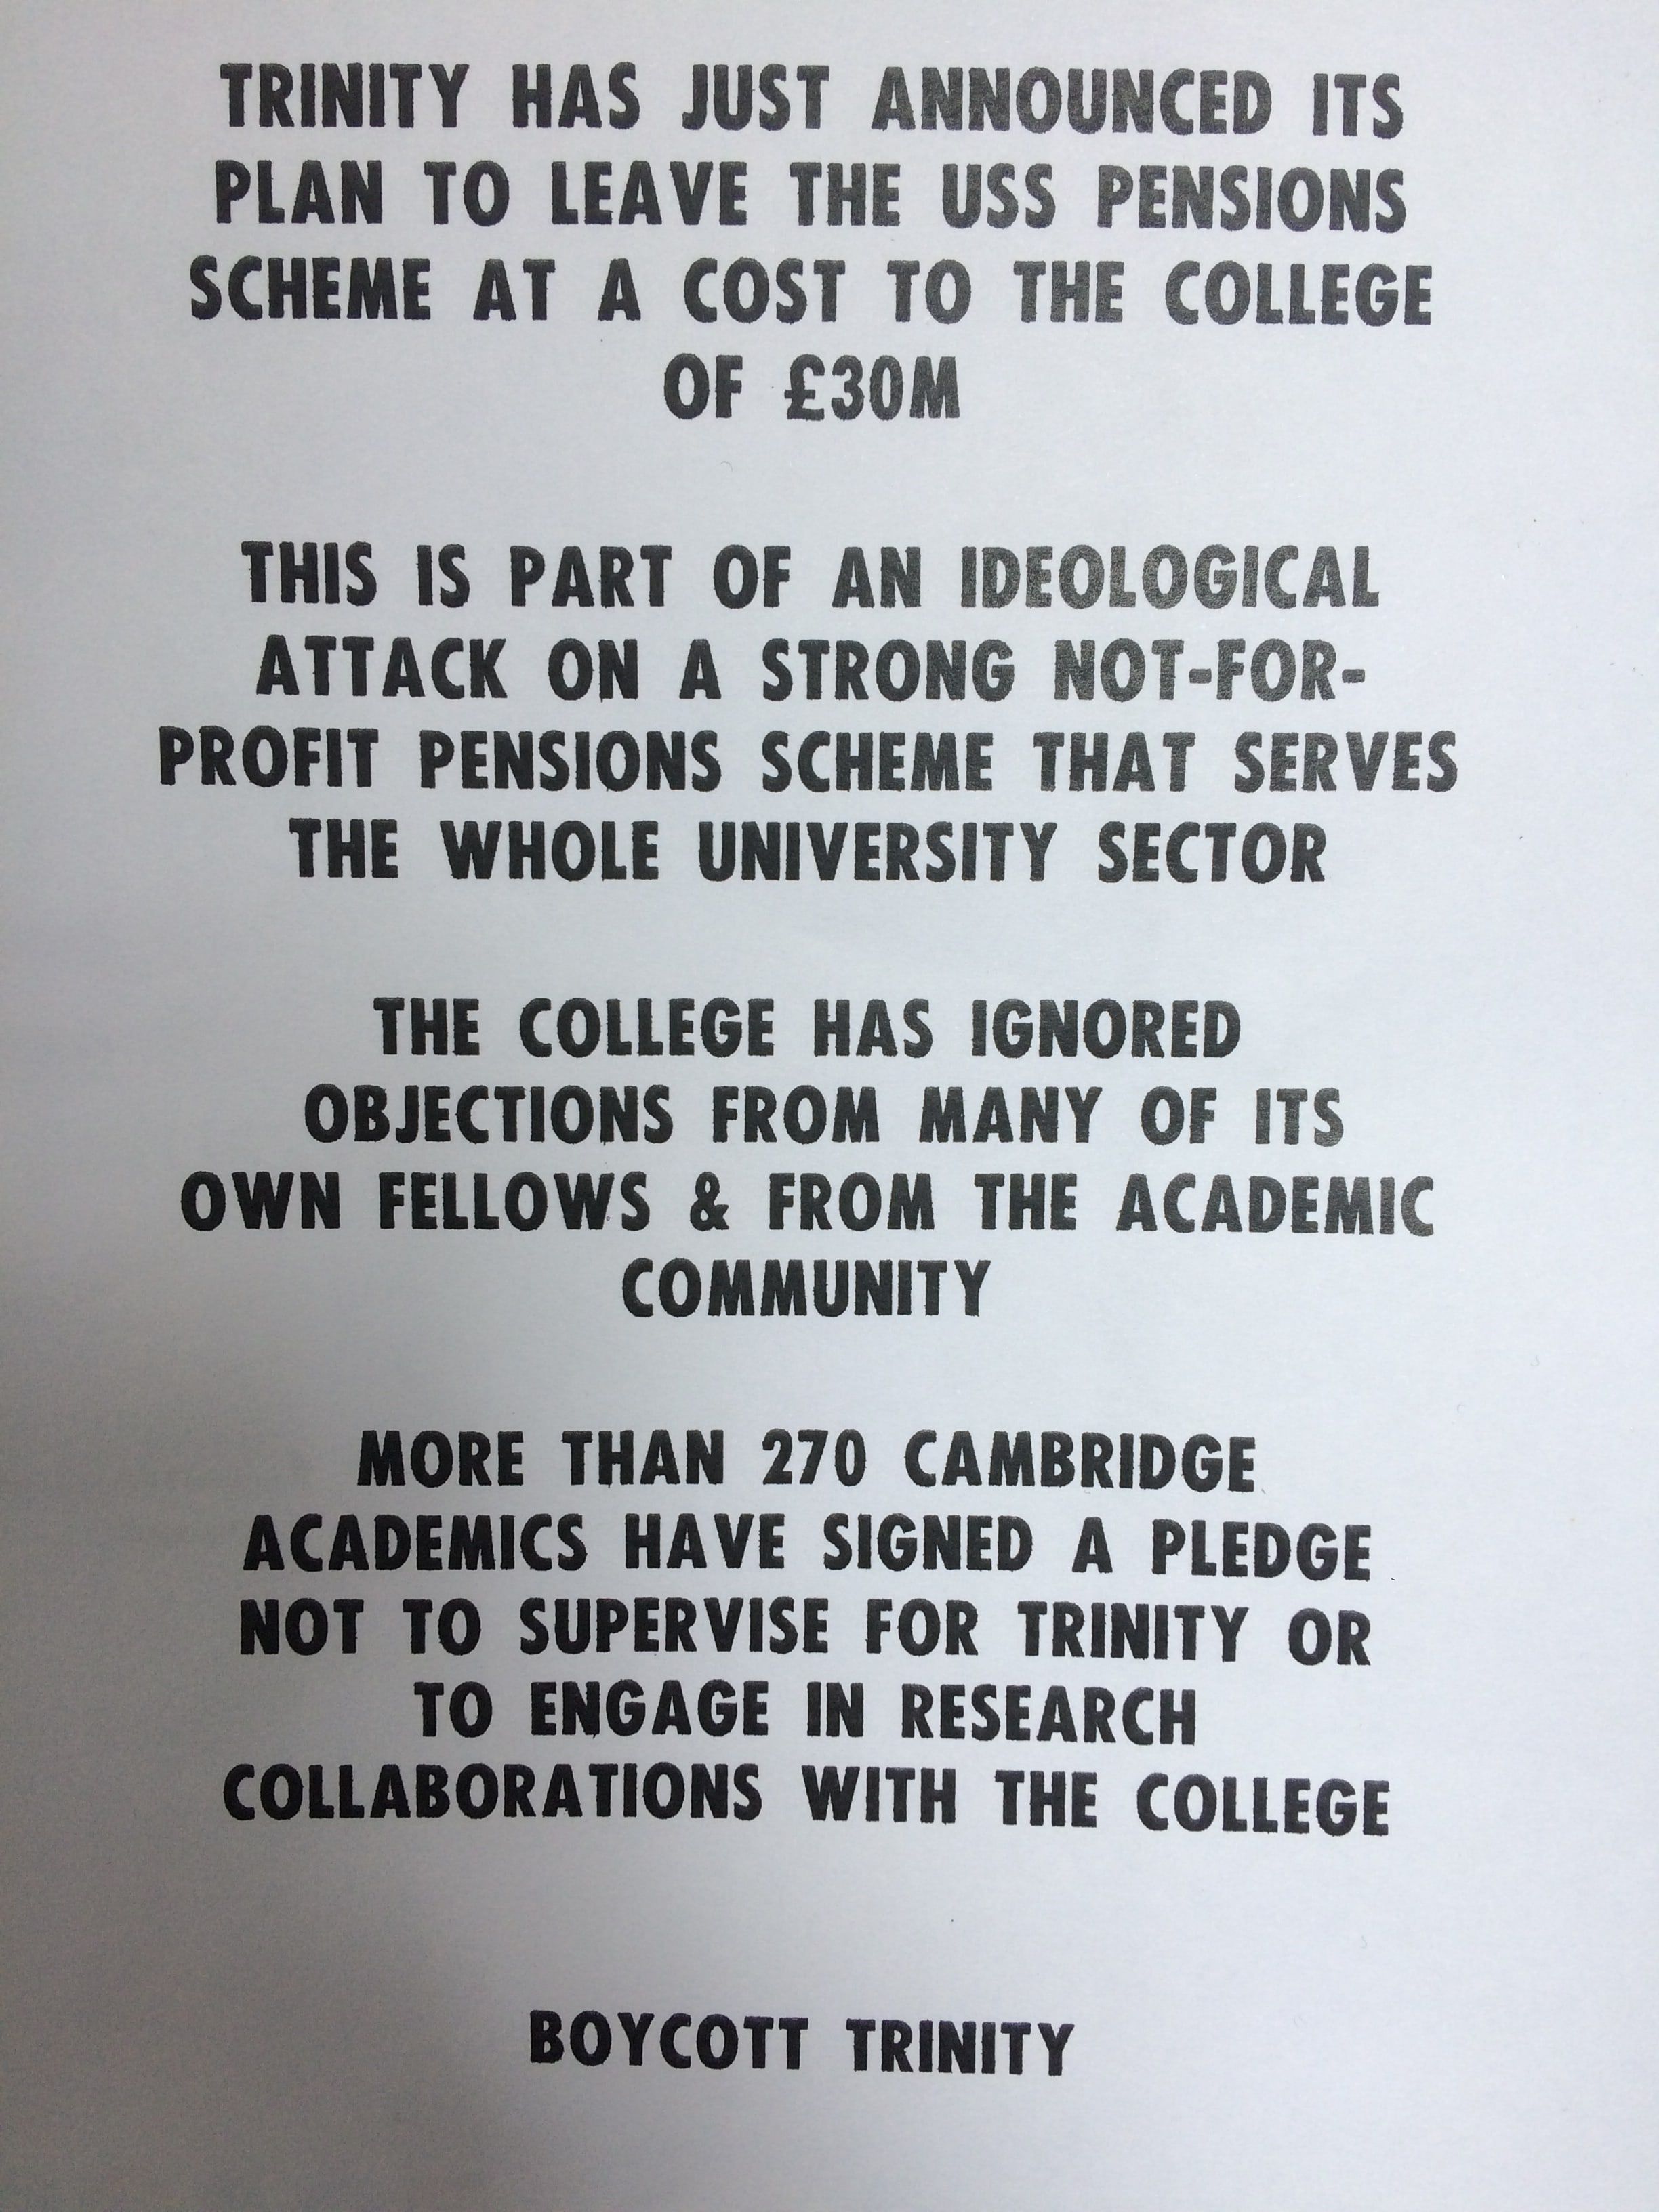 TRINITY HAS JUST ANNOUNCED ITS
PLAN TO LEAVE THE USS PENSIONS
SCHEME AT A COST TO THE COLLEGE
OF £30M
THIS IS PART OF AN IDEOLOGICAL
ATTACK ON A STRONG NOT-FOR-
PROFIT PENSIONS SCHEME THAT SERVES
THE WHOLE UNIVERSITY SECTOR
THE COLLEGE HAS IGNORED
OBJECTIONS FROM MANY OF ITS
OWN FELLOWS & FROM THE ACADEMIC
COMMUNITY
MORE THAN 270 CAMBRIDGE
ACADEMICS HAVE SIGNED A PLEDGE
NOT TO SUPERVISE FOR TRINITY OR
TO ENGAGE IN RESEARCH
COLLABORATIONS WITH THE COLLEGE
BOYCOTT TRINITY